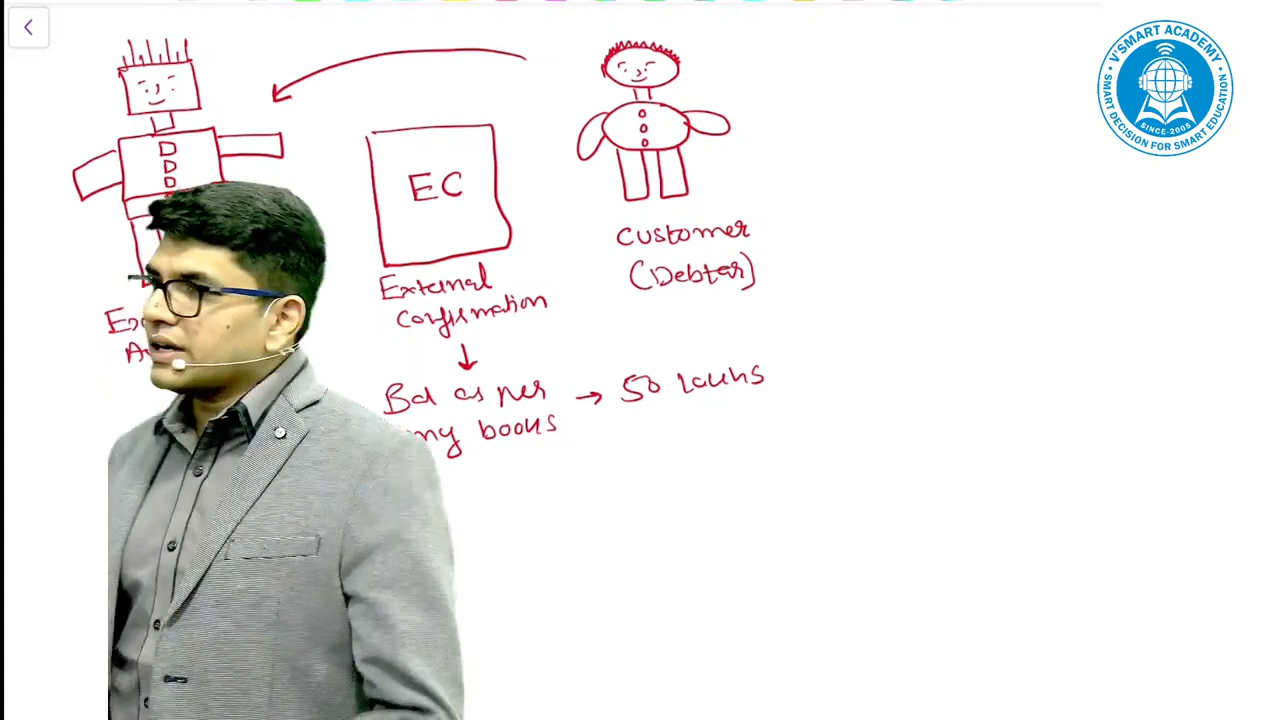 V'SMART ACADEMY
SMART DECISION FOR SMART EDUCATION
SINCE-2005
EC
External
confirmation
Customer
(Debtor)
Bal as per
my books
→ 50 lakhs